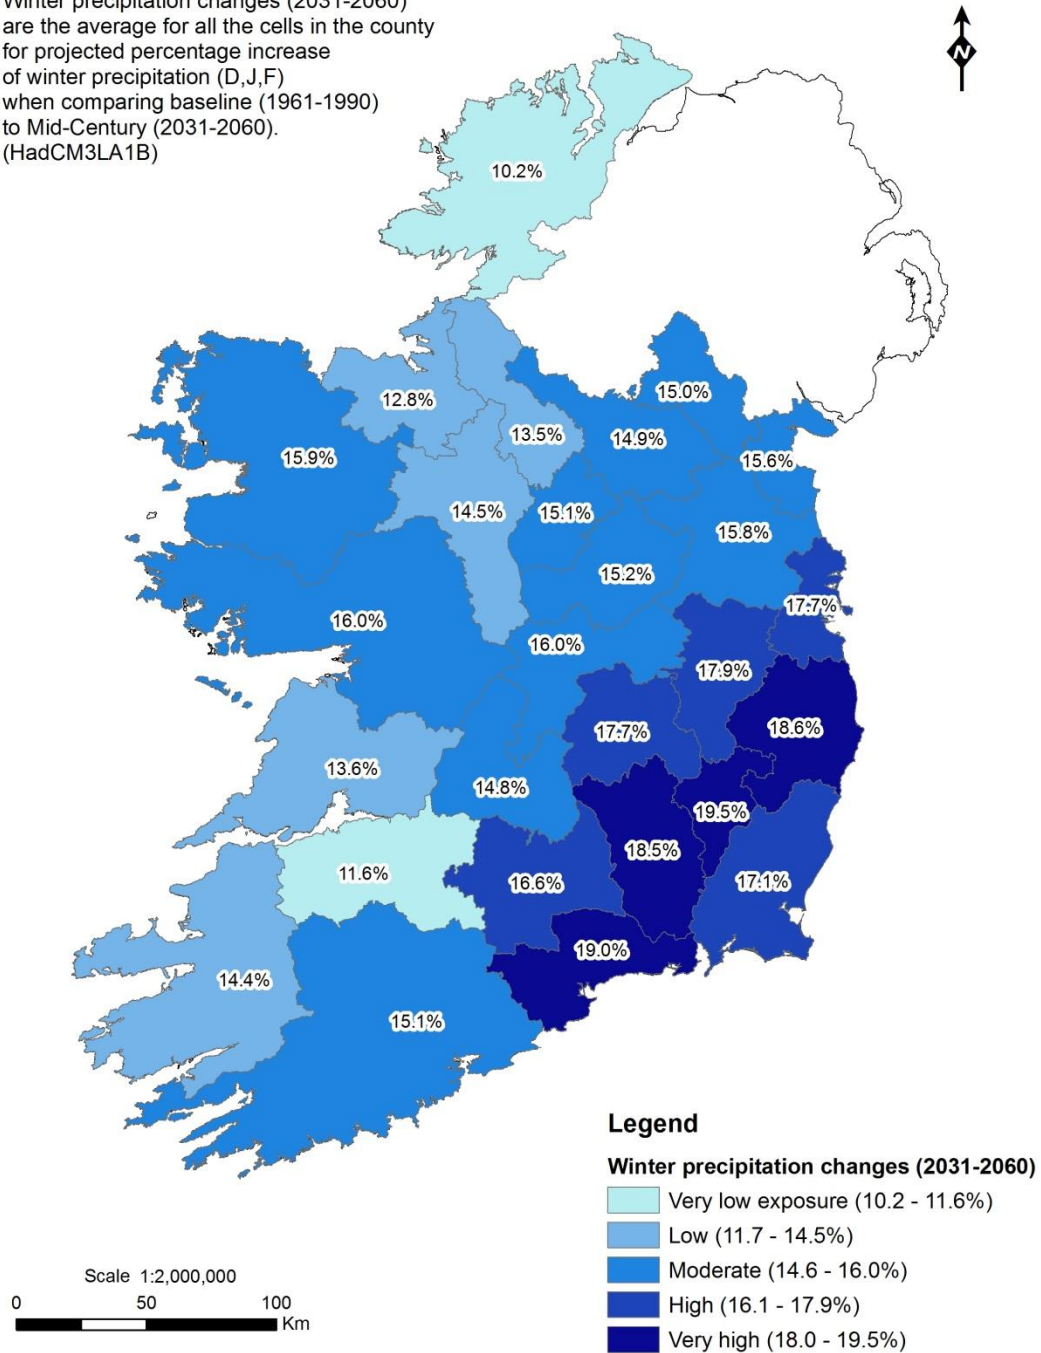 Winter precipitation changes (2031-2060)
are the average for all the cells in the county
for projected percentage increase
of winter precipitation (D,J,F)
when comparing baseline (1961-1990)
to Mid-Century (2031-2060).
(HadCM3LA1B)
N
10.2%
15.0%
12.8%
13.5%
14.9%
15.9%
15.6%
14.5%
15.1%
15.8%
15.2%
17.7%
16.0%
16.0%
17.9%
17.7%
18.6%
13.6%
14.8%
19.5%
18.5%
11.6%
16.6%
17.1%
19.0%
14.4%
15.1%
Legend
Winter precipitation changes (2031-2060)
Very low exposure (10.2 - 11.6%)
Low (11.7 - 14.5%)
Moderate (14.6 - 16.0%)
High (16.1 - 17.9%)
Very high (18.0 - 19.5%)
Scale 1:2,000,000
0 50 100
Km